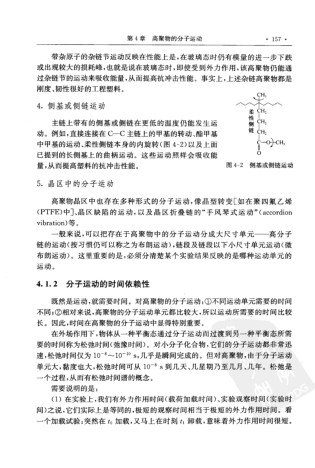 第4章 高聚物的分子运动 ·157·
带杂原子的杂链节运动反映在性能上是,在玻璃态时仍有模量的进一步下跌
或出现较大的损耗峰,也就是说在玻璃态时,即使受到外力作用,该高聚物仍能通
过杂链节的运动来吸收能量,从而提高抗冲击性能。事实上,上述杂链高聚物都是
刚度、韧性很好的工程塑料。
4. 侧基或侧链运动
主链上带有的侧基或侧链在更低的温度仍能发生运
动。例如,直接连接在C—C主链上的甲基的转动、酯甲基
中甲基的运动、柔性侧链本身的内旋转(图4-2)以及上面
已提到的长侧基上的曲柄运动。这些运动照样会吸收能
量,从而提高塑料的抗冲击性能。
柔性侧链
CH3
CH2
CH2
CH2
C—O—CH3
O
图4-2 侧基或侧链运动
5. 晶区中的分子运动
高聚物晶区中也存在多种形式的分子运动,像晶型转变[如在聚四氟乙烯
(PTFE)中]、晶区缺陷的运动,以及晶区折叠链的“手风琴式运动”(accordion
vibration)等。
一般来说,可以把存在于高聚物中的分子运动分成大尺寸单元——高分子
链的运动(按习惯仍可以称之为布朗运动)、链段及链段以下小尺寸单元运动(微
布朗运动)。这里重要的是,必须分清楚某个实验结果反映的是哪种运动单元的
运动。
4.1.2 分子运动的时间依赖性
既然是运动,就需要时间。对高聚物的分子运动:①不同运动单元需要的时间
不同;②相对来说,高聚物的运动单元都比较大,所以运动所需要的时间也比较
长。因此,时间在高聚物的分子运动中显得特别重要。
在外场作用下,物体从一种平衡态通过分子运动而过渡到另一种平衡态所需
要的时间称为松弛时间(弛豫时间)。对小分子化合物,它们的分子运动都非常迅
速,松弛时间仅为10⁻⁸～10⁻¹⁰ s,几乎是瞬间完成的。但对高聚物,由于分子运动
单元大,黏度也大,松弛时间可从10⁻⁸ s到几天、几星期乃至几月、几年。松弛是
一个过程,从而有松弛时间谱的概念。
需要说明的是:
(1) 在实验上,我们有外力作用时间(载荷加载时间)、实验观察时间(实验时
间)之说,它们实际上是等同的,极短的观察时间相当于极短的外力作用时间。看
一个加载实验:突然在t₁加载,又马上在时刻t₁卸载,意味着外力作用时间很短。